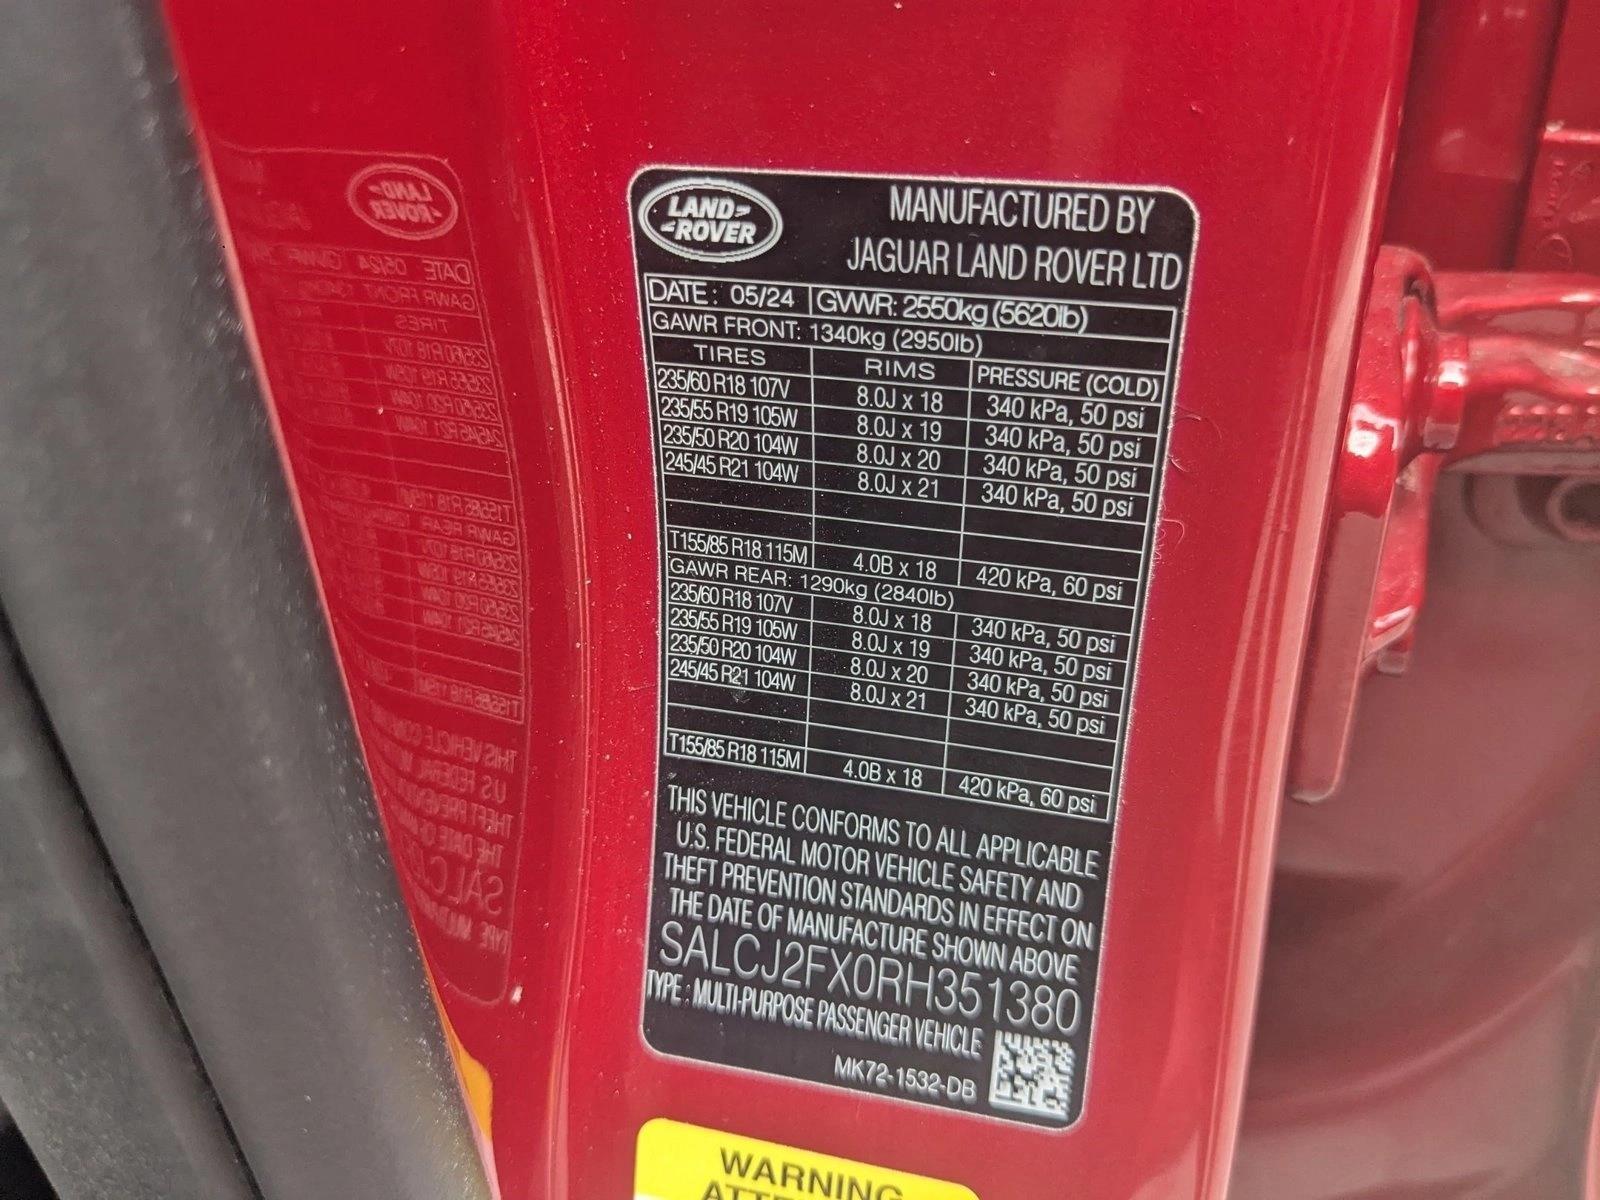 LAND-
-ROVER
MANUFACTURED BY
JAGUAR LAND ROVER LTD
DATE: 05/24 GVWR: 2550kg (5620lb)
GAWR FRONT: 1340kg (2950lb)
TIRES RIMS PRESSURE (COLD)
235/60 R18 107V 8.0J x 18 340 kPa, 50 psi
235/55 R19 105W 8.0J x 19 340 kPa, 50 psi
235/50 R20 104W 8.0J x 20 340 kPa, 50 psi
245/45 R21 104W 8.0J x 21 340 kPa, 50 psi
T155/85 R18 115M 4.0B x 18 420 kPa, 60 psi
GAWR REAR: 1290kg (2840lb)
235/60 R18 107V 8.0J x 18 340 kPa, 50 psi
235/55 R19 105W 8.0J x 19 340 kPa, 50 psi
235/50 R20 104W 8.0J x 20 340 kPa, 50 psi
245/45 R21 104W 8.0J x 21 340 kPa, 50 psi
T155/85 R18 115M 4.0B x 18 420 kPa, 60 psi
THIS VEHICLE CONFORMS TO ALL APPLICABLE
U.S. FEDERAL MOTOR VEHICLE SAFETY AND
THEFT PREVENTION STANDARDS IN EFFECT ON
THE DATE OF MANUFACTURE SHOWN ABOVE
SALCJ2FX0RH351380
TYPE: MULTI-PURPOSE PASSENGER VEHICLE
MK72-1532-DB
WARNING